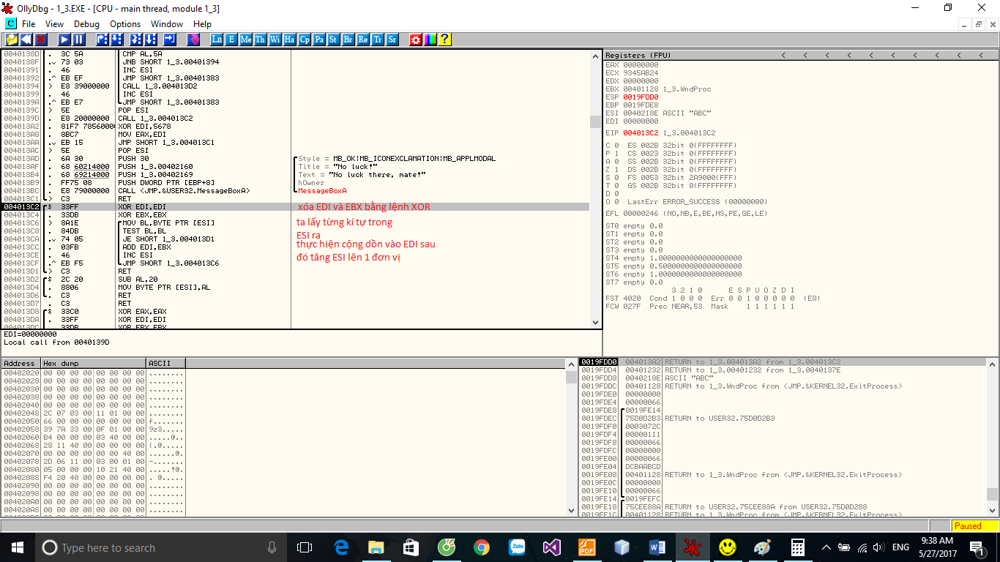 OllyDbg - 1_3.EXE - [CPU - main thread, module 1_3]
C File View Debug Options Window Help
Ln E Me Th Wi Ha Cp Pa St Br Re Tr Sr ?
0040138D . 3C 5A CMP AL,5A
0040138F .v 73 03 JNB SHORT 1_3.00401394
00401391 . 46 INC ESI
00401392 .^ EB EF JMP SHORT 1_3.00401383
00401394 > E8 39000000 CALL 1_3.004013D2
00401399 . 46 INC ESI
0040139A .^ EB E7 JMP SHORT 1_3.00401383
0040139C > 5E POP ESI
0040139D . E8 20000000 CALL 1_3.004013C2
004013A2 . 81F7 78560000 XOR EDI,5678
004013A8 . 8BC7 MOV EAX,EDI
004013AA .v EB 15 JMP SHORT 1_3.004013C1
004013AC > 5E POP ESI
004013AD . 6A 30 PUSH 30 Style = MB_OK|MB_ICONEXCLAMATION|MB_APPLMODAL
004013AF . 68 60214000 PUSH 1_3.00402160 Title = "No luck!"
004013B4 . 68 69214000 PUSH 1_3.00402169 Text = "No luck there, mate!"
004013B9 . FF75 08 PUSH DWORD PTR [EBP+8] hOwner
004013BC . E8 79000000 CALL <JMP.&USER32.MessageBoxA> MessageBoxA
004013C1 > C3 RET
004013C2 $ 33FF XOR EDI,EDI xóa EDI và EBX bằng lệnh XOR
004013C4 . 33DB XOR EBX,EBX
004013C6 > 8A1E MOV BL,BYTE PTR [ESI] ta lấy từng kí tự trong
004013C8 . 84DB TEST BL,BL ESI ra
004013CA .v 74 05 JE SHORT 1_3.004013D1 thực hiện cộng dồn vào EDI sau
004013CC . 03FB ADD EDI,EBX
004013CE . 46 INC ESI đó tăng ESI lên 1 đơn vị
004013CF .^ EB F5 JMP SHORT 1_3.004013C6
004013D1 > C3 RET
004013D2 $ 2C 20 SUB AL,20
004013D4 . 8806 MOV BYTE PTR [ESI],AL
004013D6 . C3 RET
004013D7 . C3 RET
004013D8 $ 33C0 XOR EAX,EAX
004013DA . 33FF XOR EDI,EDI
004013DC . 33DB XOR EBX,EBX
EDI=00000000
Local call from 0040139D
Registers (FPU) < < < < < < < < < <
EAX 00000000
ECX 9345AB24
EDX 00000000
EBX 00401128 1_3.WndProc
ESP 0019FDD0
EBP 0019FDE8
ESI 0040218E ASCII "ABC"
EDI 00000000
EIP 004013C2 1_3.004013C2
C 0 ES 002B 32bit 0(FFFFFFFF)
P 1 CS 0023 32bit 0(FFFFFFFF)
A 0 SS 002B 32bit 0(FFFFFFFF)
Z 1 DS 002B 32bit 0(FFFFFFFF)
S 0 FS 0053 32bit 2A9000(FFF)
T 0 GS 002B 32bit 0(FFFFFFFF)
D 0
O 0 LastErr ERROR_SUCCESS (00000000)
EFL 00000246 (NO,NB,E,BE,NS,PE,GE,LE)
ST0 empty 0.0
ST1 empty 0.0
ST2 empty 0.0
ST3 empty 0.0
ST4 empty 1.0000000000000000000
ST5 empty 0.5000000000000000000
ST6 empty 1.0000000000000000000
ST7 empty 0.0
3 2 1 0 E S P U O Z D I
FST 4020 Cond 1 0 0 0 Err 0 0 1 0 0 0 0 0 (EQ)
FCW 027F Prec NEAR,53 Mask 1 1 1 1 1 1
Address Hex dump ASCII
00402020 00 00 00 00 00 00 00 00 ........
00402028 00 00 00 00 00 00 00 00 ........
00402030 00 00 00 00 00 00 00 00 ........
00402038 00 00 00 00 00 00 00 00 ........
00402040 00 00 00 00 00 00 00 00 ........
00402048 2C 07 03 00 11 01 00 00 ,.......
00402050 66 00 00 00 00 00 00 00 f.......
00402058 39 7A 33 00 0F 01 00 00 9z3.....
00402060 B4 00 00 00 03 40 00 00 .....@..
00402068 28 11 40 00 00 00 00 00 (.@.....
00402070 00 00 00 00 00 00 40 00 ......@.
00402078 2D 06 11 00 03 00 01 00 -.......
00402080 05 00 00 00 10 21 40 00 .....!@.
00402088 F4 20 40 00 00 00 00 00 . @.....
00402090 00 00 00 00 00 00 00 00 ........
00402098 00 00 00 00 00 00 00 00 ........
004020A0 00 00 00 00 00 00 00 00 ........
004020A8 00 00 00 00 00 00 00 00 ........
0019FDD0 004013A2 RETURN to 1_3.004013A2 from 1_3.004013C2
0019FDD4 00401232 RETURN to 1_3.00401232 from 1_3.0040137E
0019FDD8 0040218E ASCII "ABC"
0019FDDC 00401128 RETURN to 1_3.WndProc from <JMP.&KERNEL32.ExitProcess>
0019FDE0 00000000
0019FDE4 00000066
0019FDE8 0019FE14
0019FDEC 75D0D2B3 RETURN to USER32.75D0D2B3
0019FDF0 0003072C
0019FDF4 00000111
0019FDF8 00000066
0019FDFC 00000000
0019FE00 00000066
0019FE04 DCBAABCD
0019FE08 00401128 RETURN to 1_3.WndProc from <JMP.&KERNEL32.ExitProcess>
0019FE0C 00000000
0019FE10 00000066
0019FE14 0019FEFC
0019FE18 75CEE88A RETURN to USER32.75CEE88A from USER32.75D0D288
0019FE1C 00401128 RETURN to 1_3.WndProc from <JMP.&KERNEL32.ExitProcess>
Paused
Type here to search
Zalo
PDF
ENG
9:38 AM
5/27/2017
1